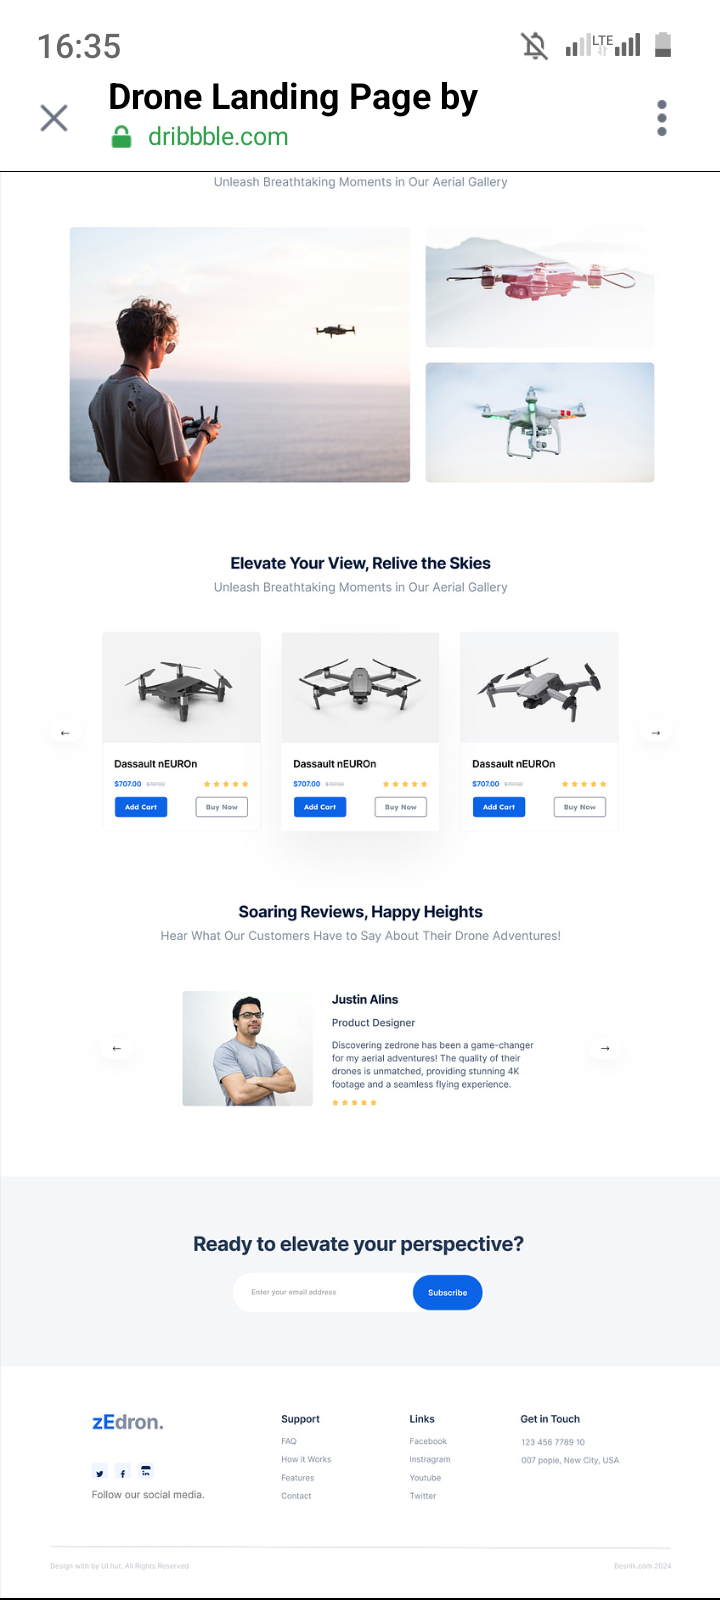 16:35
LTE
Drone Landing Page by
dribbble.com
Unleash Breathtaking Moments in Our Aerial Gallery
Elevate Your View, Relive the Skies
Unleash Breathtaking Moments in Our Aerial Gallery
←
→
Dassault nEUROn
$707.00
Add Cart
Buy Now
Dassault nEUROn
$707.00
Add Cart
Buy Now
Dassault nEUROn
$707.00
Add Cart
Buy Now
Soaring Reviews, Happy Heights
Hear What Our Customers Have to Say About Their Drone Adventures!
←
→
Justin Alins
Product Designer
Discovering zedrone has been a game-changer
for my aerial adventures! The quality of their
drones is unmatched, providing stunning 4K
footage and a seamless flying experience.
Ready to elevate your perspective?
Enter your email address
Subscribe
zEdron.
Follow our social media.
Support
FAQ
How it Works
Features
Contact
Links
Facebook
Instragram
Youtube
Twitter
Get in Touch
123 456 7789 10
007 popie, New City, USA
Design with by UI hut. All Rights Reserved
Besnik.com 2024